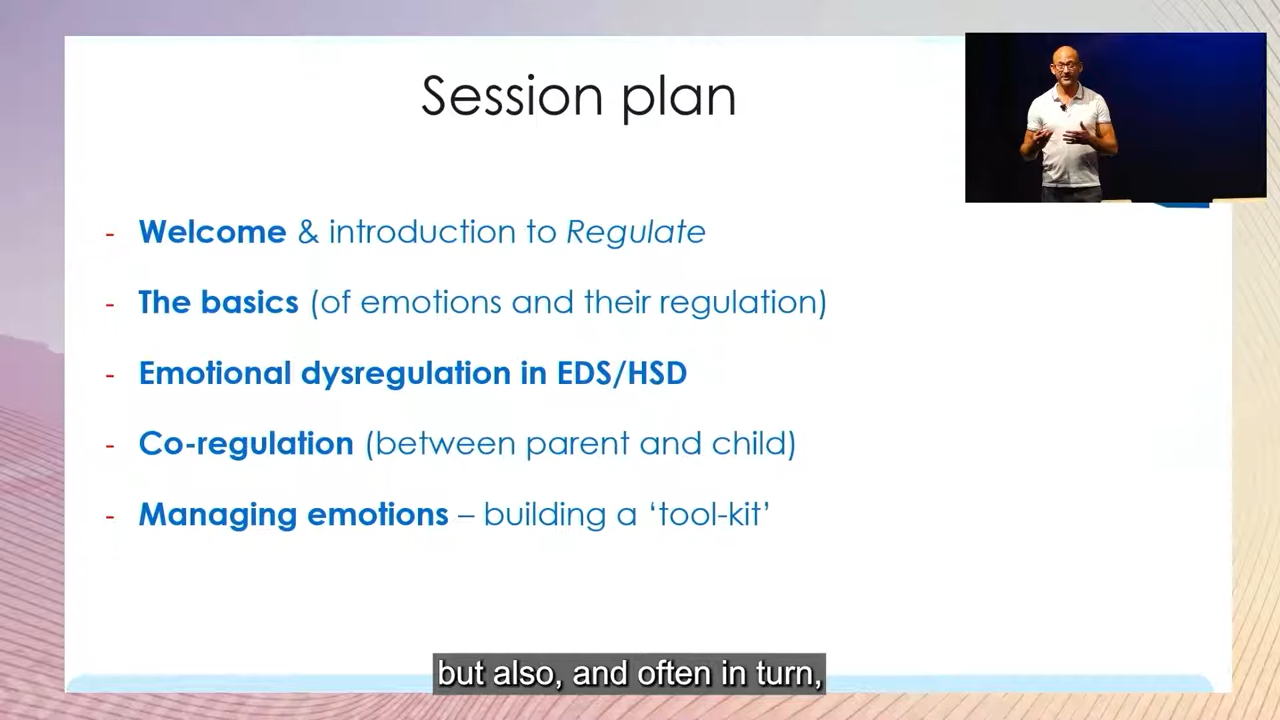 Session plan
- Welcome & introduction to Regulate
- The basics (of emotions and their regulation)
- Emotional dysregulation in EDS/HSD
- Co-regulation (between parent and child)
- Managing emotions – building a ‘tool-kit’
but also, and often in turn,